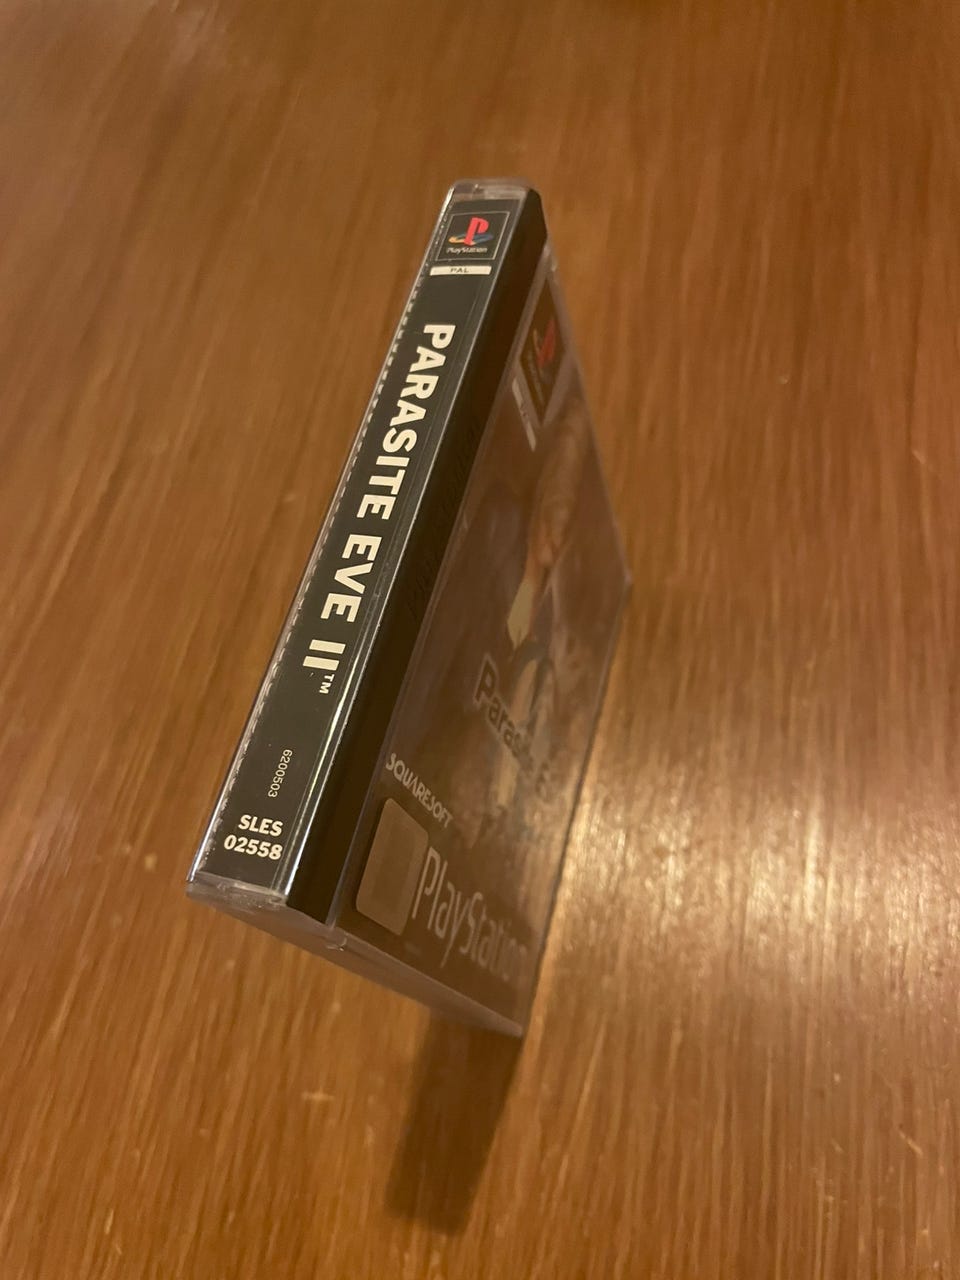 PlayStation
PAL
PARASITE EVE II™
6200503
SLES
02558
SQUARESOFT
PlayStation